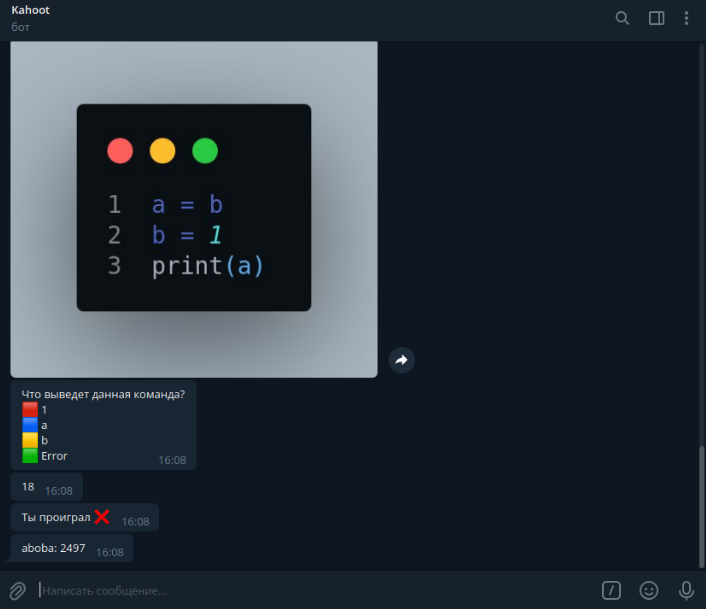 Kahoot
бот
1 a = b
2 b = 1
3 print(a)
Что выведет данная команда?
1
a
b
Error
16:08
18 16:08
Ты проиграл 16:08
aboba: 2497 16:08
Написать сообщение...